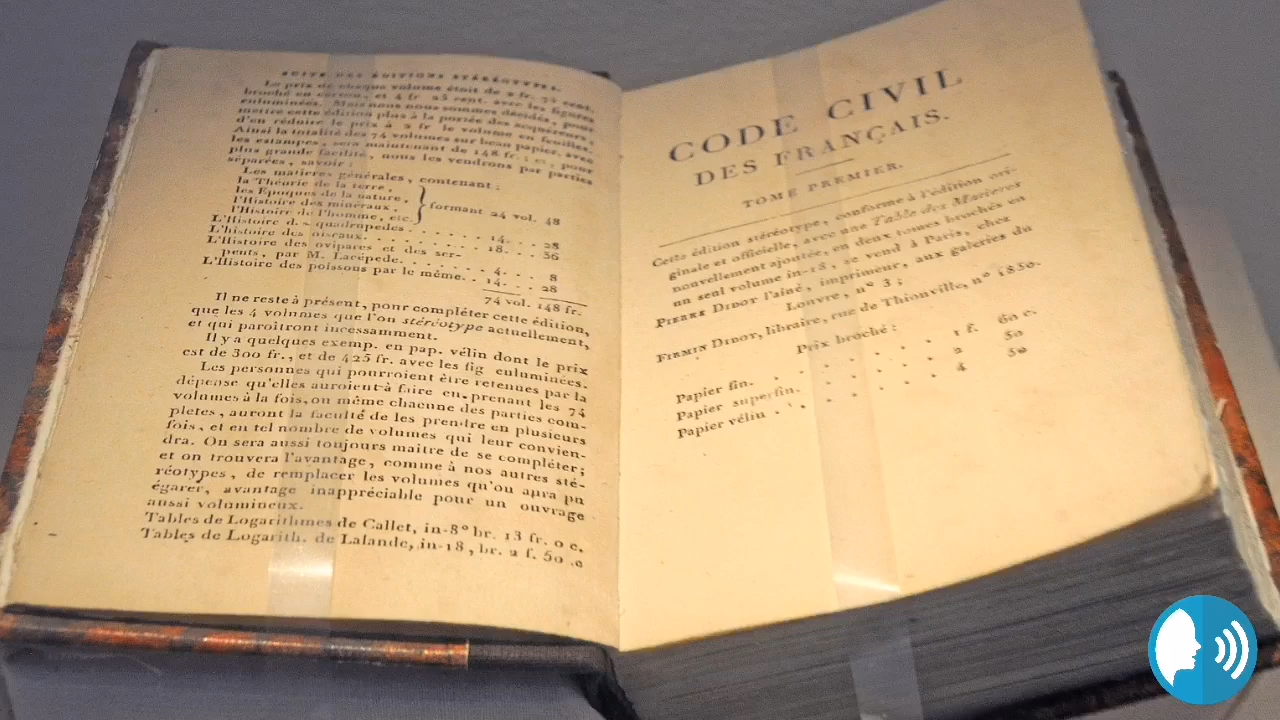 SUITE DES ÉDITIONS STÉRÉOTYPES.
Le prix de chaque volume étoit de 2 fr. 75 cent.
broché en carton, et 4 fr. 25 cent. avec les figures
enluminées. Mais nous nous sommes décidés, pour
mettre cette édition plus à la portée des acquéreurs,
d'en réduire le prix à 2 fr le volume en feuilles.
Ainsi la totalité des 74 volumes sur beau papier, avec
les estampes, sera maintenant de 148 fr.; et, pour
plus grande facilité, nous les vendrons par parties
séparées, savoir:
Les matieres générales, contenant:
la Théorie de la terre,
les Époques de la nature,
l'Histoire des minéraux,
l'Histoire de l'homme, etc.
} formant 24 vol. 48
L'Histoire des quadrupedes . . . . . . 14. . . 28
L'histoire des oiseaux. . . . . . . . . 18. . . 36
L'Histoire des ovipares et des ser-
pents, par M. Lacépede. . . . . . . 4. . . 8
L'Histoire des poissons par le même. . 14. . . 28
74 vol. 148 fr.
Il ne reste à présent, pour compléter cette édition,
que les 4 volumes que l'on stéréotype actuellement,
et qui paroîtront incessamment.
Il y a quelques exemp. en pap. vélin dont le prix
est de 300 fr., et de 425 fr. avec les fig enluminées.
Les personnes qui pourroient être retenues par la
dépense qu'elles auroient à faire en prenant les 74
volumes à la fois, ou même chacune des parties com-
pletes, auront la faculté de les prendre en plusieurs
fois, et en tel nombre de volumes qui leur convien-
dra. On sera aussi toujours maître de se compléter;
et on trouvera l'avantage, comme à nos autres sté-
réotypes, de remplacer les volumes qu'on aura pu
égarer, avantage inappréciable pour un ouvrage
aussi volumineux.
Tables de Logarithmes de Callet, in-8° br. 13 fr. 0 c.
Tables de Logarith. de Lalande, in-18, br. 2 f. 50 c
CODE CIVIL
DES FRANÇAIS.
TOME PREMIER.
Cette édition stéréotype, conforme à l'édition ori-
ginale et officielle, avec une Table des Matieres
nouvellement ajoutée, en deux tomes brochés en
un seul volume in-18, se vend à Paris, chez
PIERRE DIDOT l'aîné, imprimeur, aux galeries du
Louvre, n° 3;
FIRMIN DIDOT, libraire, rue de Thionville, n° 1850.
Prix broché:
Papier fin. . . . . . . . 1 f. 60 c.
Papier superfin. . . . . . 2 50
Papier vélin . . . . . . . 4 50